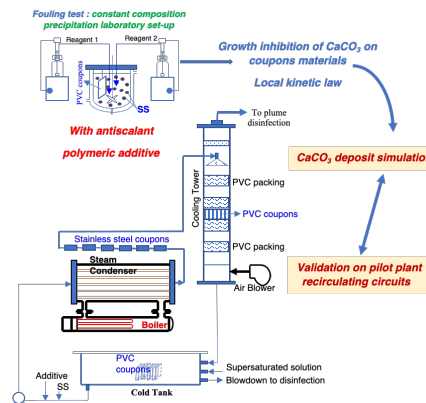 Fouling test : constant composition
precipitation laboratory set-up
Reagent 1
Reagent 2
PVC coupons
SS
With antiscalant
polymeric additive
Growth inhibition of CaCO₃ on
coupons materials
Local kinetic law
To plume
disinfection
CaCO₃ deposit simulatio
Cooling Tower
PVC packing
PVC coupons
PVC packing
Stainless steel coupons
Steam
Condenser
Boiler
Air Blower
Validation on pilot plant
recirculating circuits
PVC
coupons
Supersaturated solution
Blowdown to disinfection
Additive
SS
Cold Tank